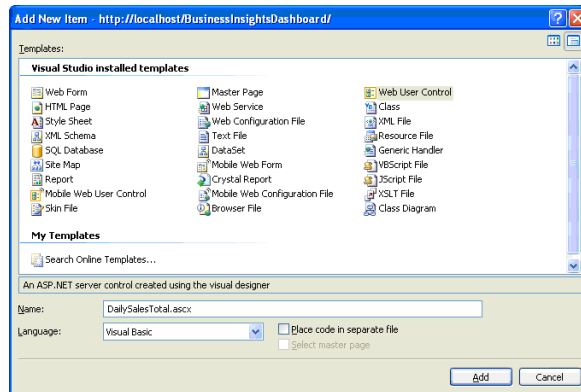 Add New Item - http://localhost/BusinessInsightsDashboard/
Templates:
Visual Studio installed templates
Web Form Master Page Web User Control
HTML Page Web Service Class
Style Sheet Web Configuration File XML File
XML Schema Text File Resource File
SQL Database DataSet Generic Handler
Site Map Mobile Web Form VBScript File
Report Crystal Report JScript File
Mobile Web User Control Mobile Web Configuration File XSLT File
Skin File Browser File Class Diagram
My Templates
Search Online Templates...
An ASP.NET server control created using the visual designer
Name: DailySalesTotal.ascx
Language: Visual Basic Place code in separate file
Select master page
Add Cancel